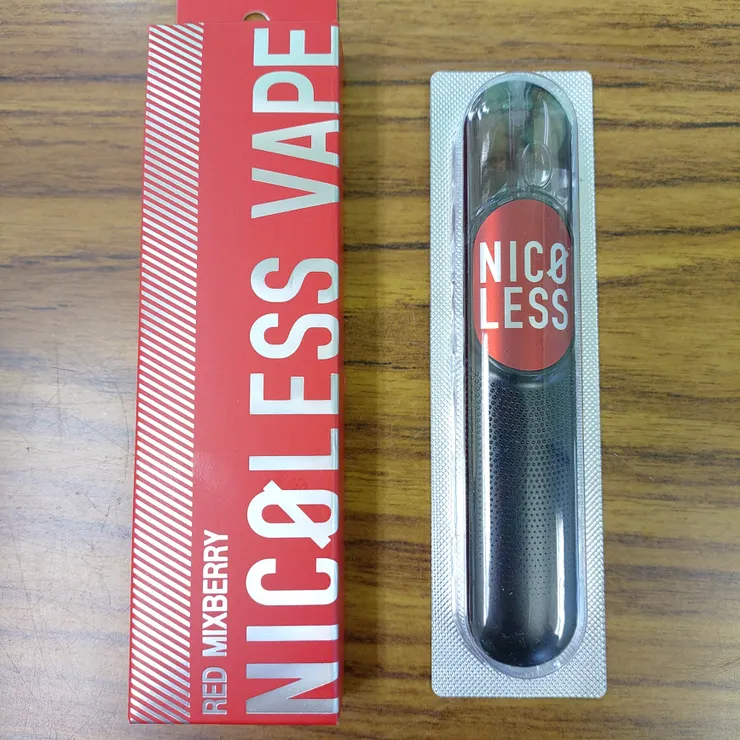 RED MIXBERRY
NICØLESS VAPE
NICØ
LESS